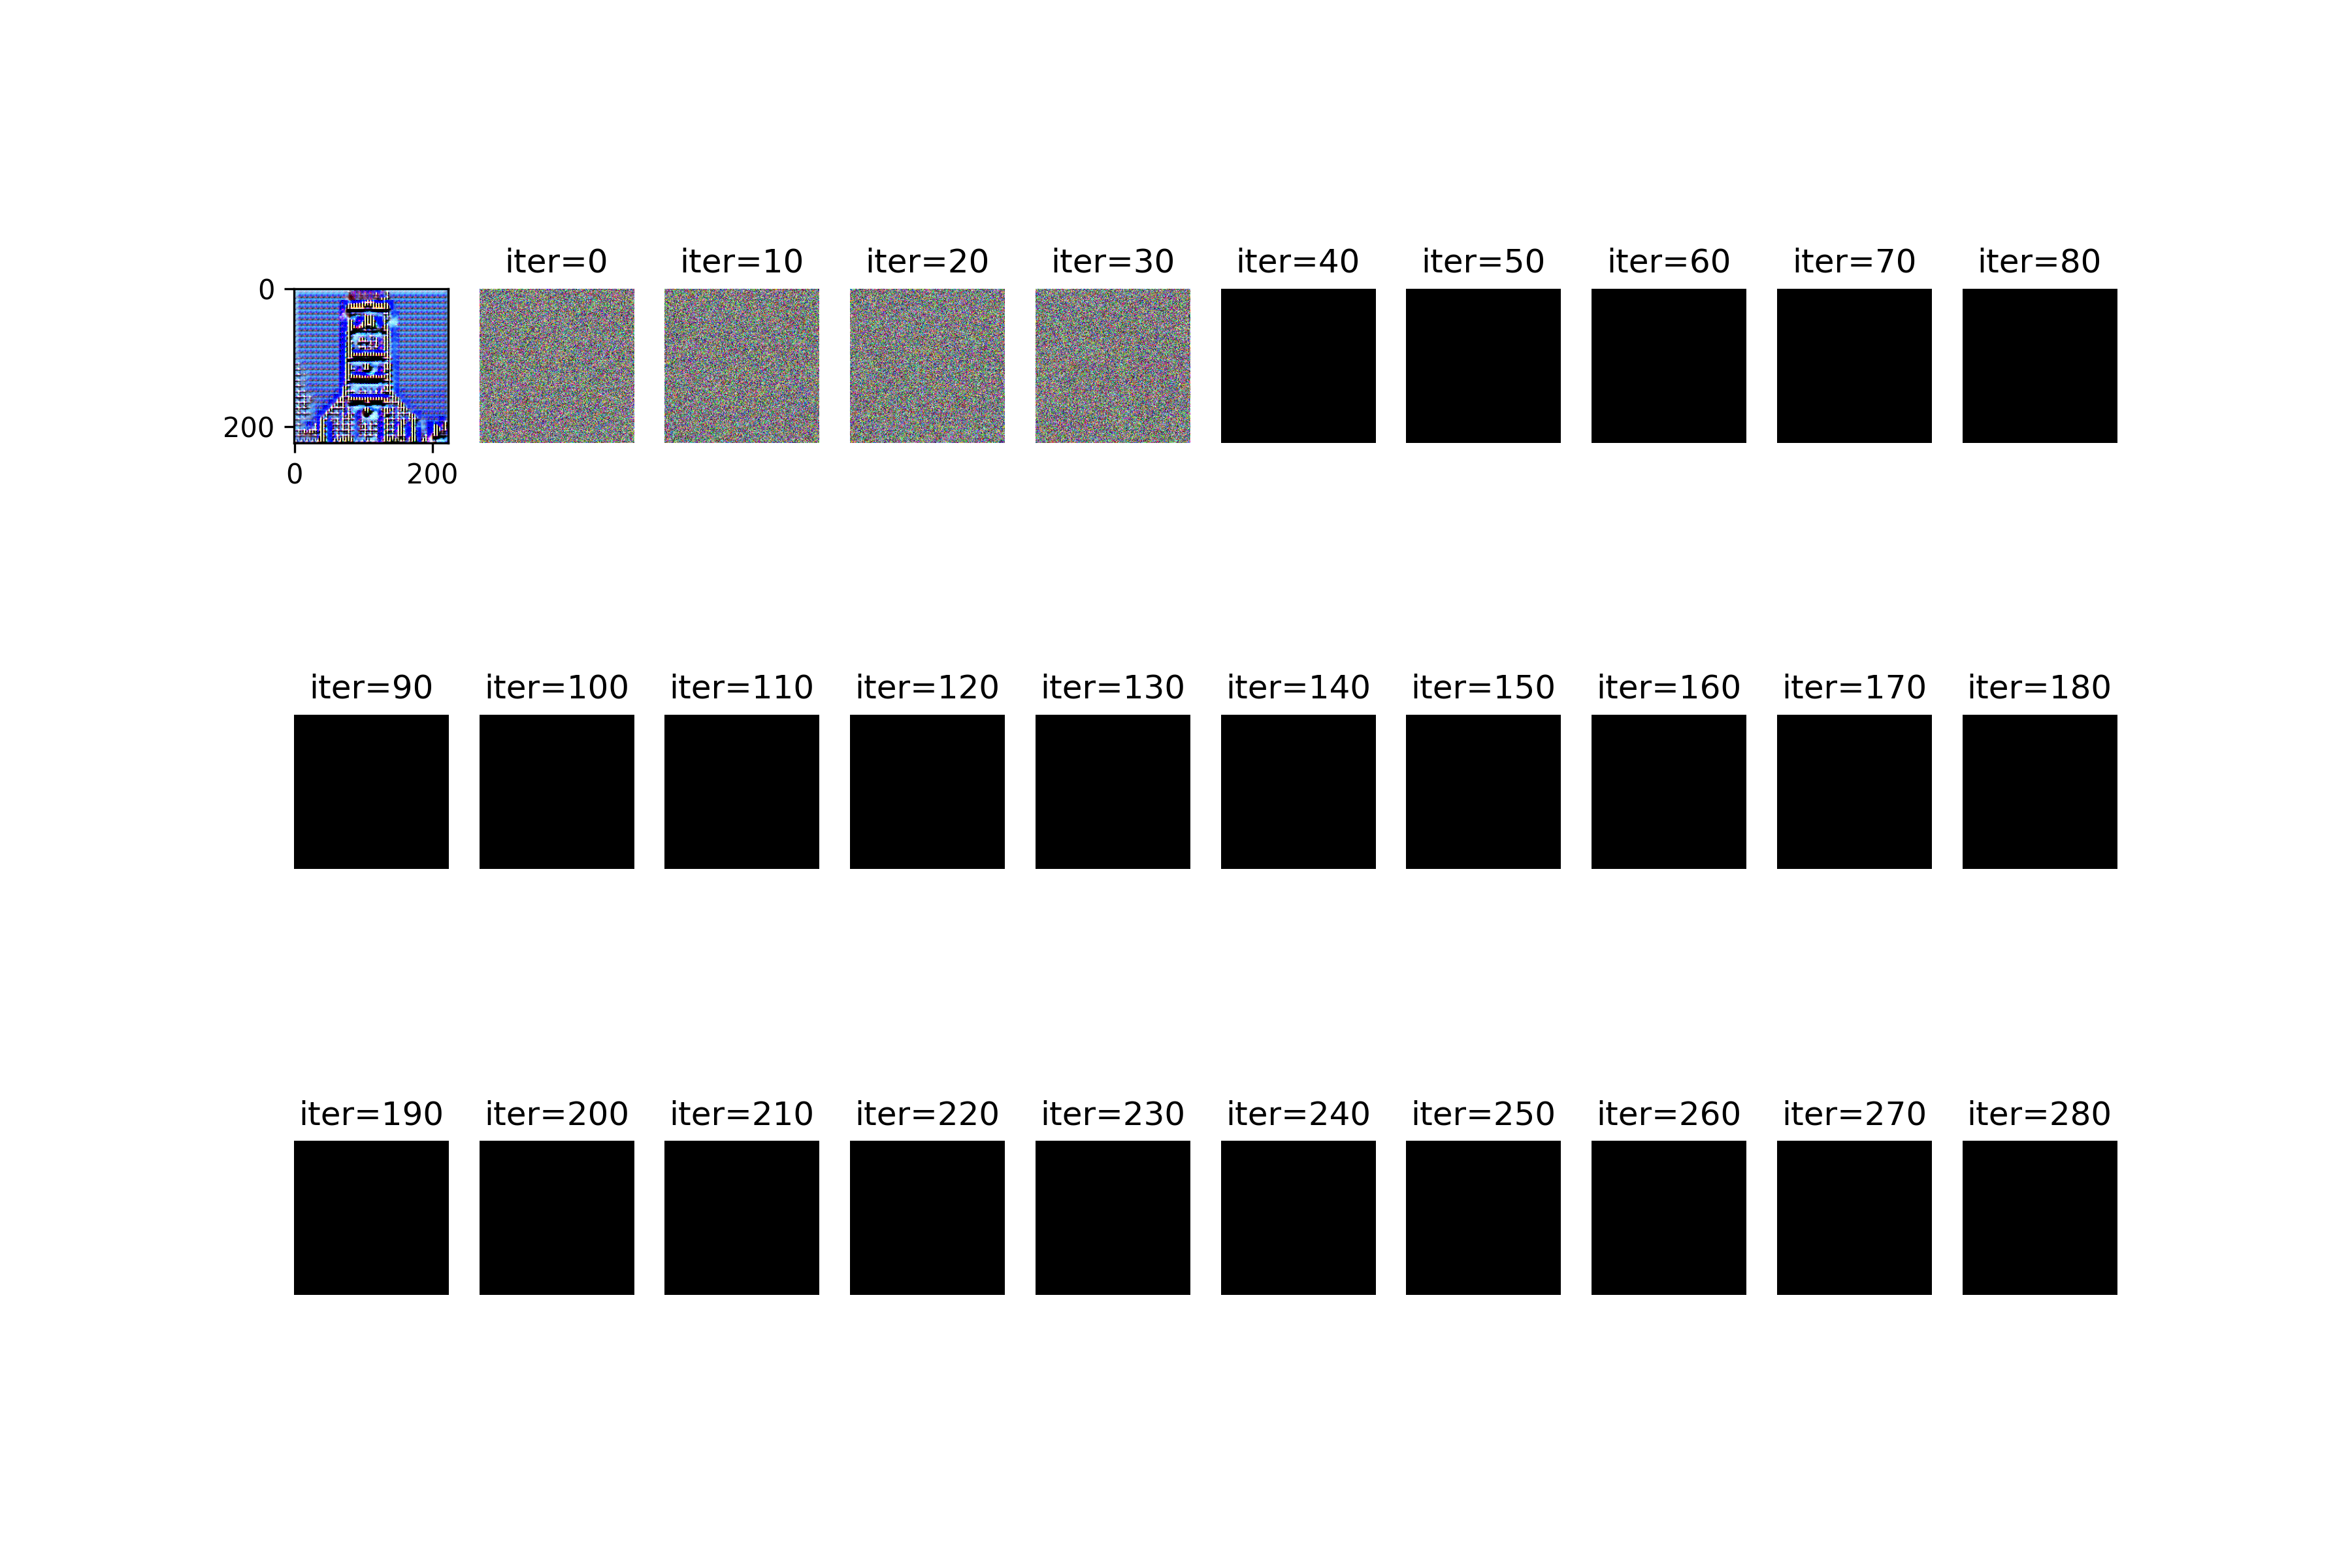 iter=0 iter=10 iter=20 iter=30 iter=40 iter=50 iter=60 iter=70 iter=80
0
200
0 200
iter=90 iter=100 iter=110 iter=120 iter=130 iter=140 iter=150 iter=160 iter=170 iter=180
iter=190 iter=200 iter=210 iter=220 iter=230 iter=240 iter=250 iter=260 iter=270 iter=280